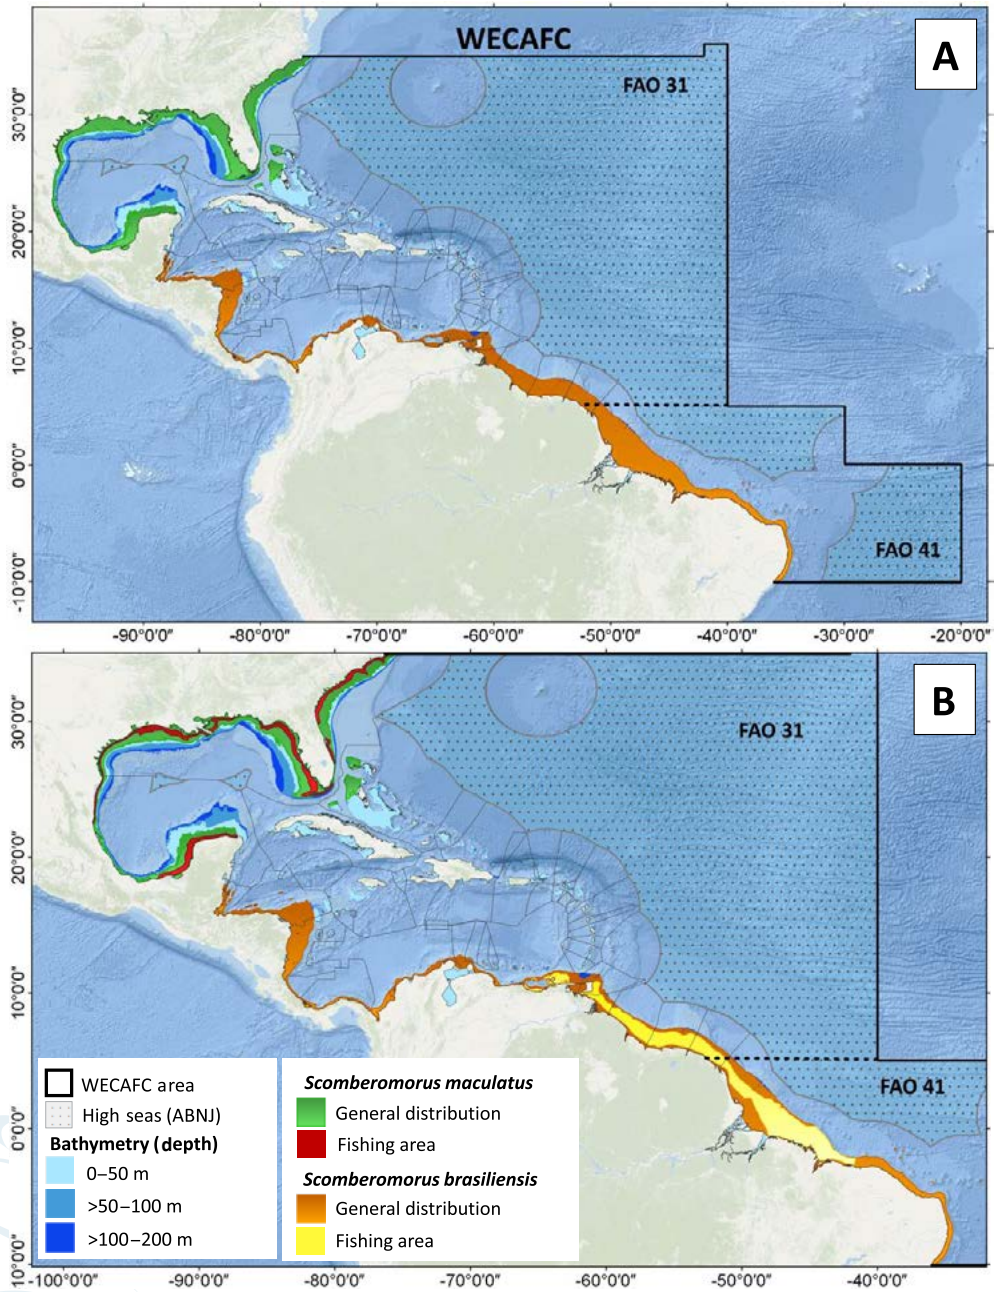 WECAFC
A
FAO 31
30°0'0"
20°0'0"
10°0'0"
0°0'0"
FAO 41
-10°0'0"
-90°0'0" -80°0'0" -70°0'0" -60°0'0" -50°0'0" -40°0'0" -30°0'0" -20°0'0"
B
FAO 31
30°0'0"
20°0'0"
10°0'0"
FAO 41
0°0'0"
-10°0'0"
WECAFC area
High seas (ABNJ)
Bathymetry (depth)
0–50 m
>50–100 m
>100–200 m
Scomberomorus maculatus
General distribution
Fishing area
Scomberomorus brasiliensis
General distribution
Fishing area
-100°0'0" -90°0'0" -80°0'0" -70°0'0" -60°0'0" -50°0'0" -40°0'0"